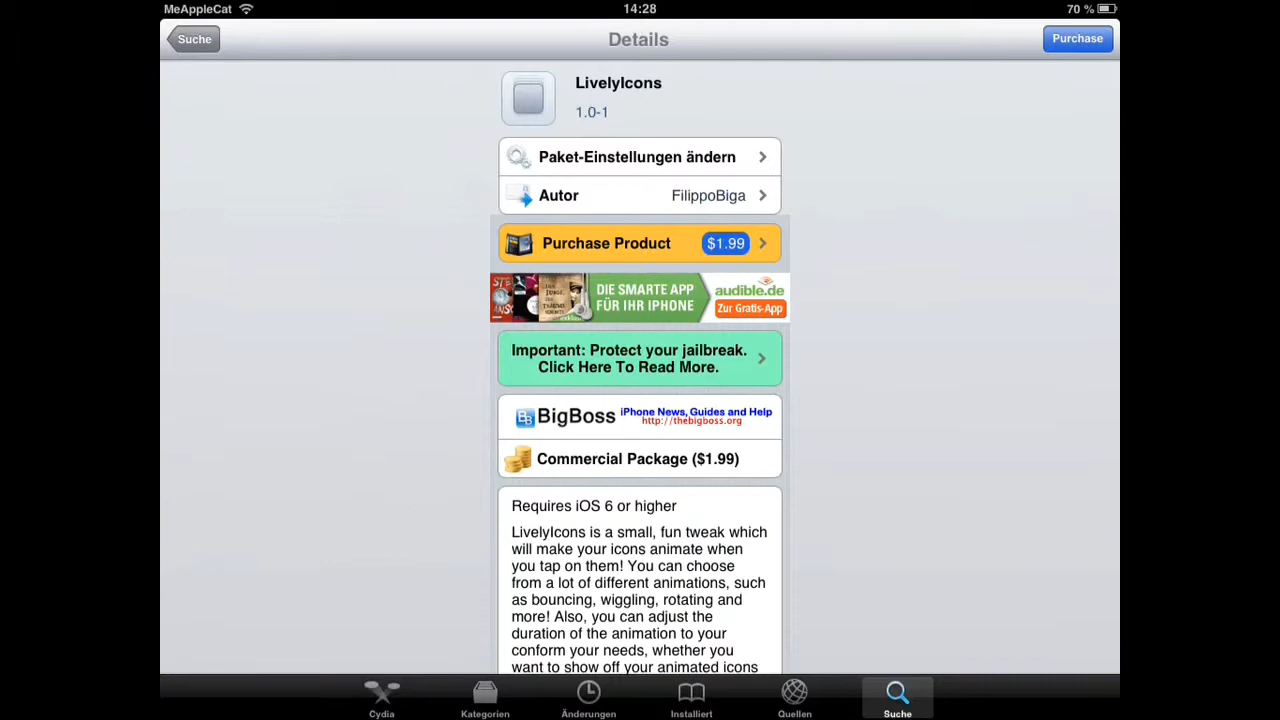 MeAppleCat 14:28 70 %
Suche Details Purchase
LivelyIcons
1.0-1
Paket-Einstellungen ändern
Autor FilippoBiga
Purchase Product $1.99
DIE SMARTE APP
FÜR IHR IPHONE
audible.de
Zur Gratis-App
Important: Protect your jailbreak.
Click Here To Read More.
BigBoss
iPhone News, Guides and Help
http://thebigboss.org
Commercial Package ($1.99)
Requires iOS 6 or higher
LivelyIcons is a small, fun tweak which
will make your icons animate when
you tap on them! You can choose
from a lot of different animations, such
as bouncing, wiggling, rotating and
more! Also, you can adjust the
duration of the animation to your
conform your needs, whether you
want to show off your animated icons
Cydia Kategorien Änderungen Installiert Quellen Suche